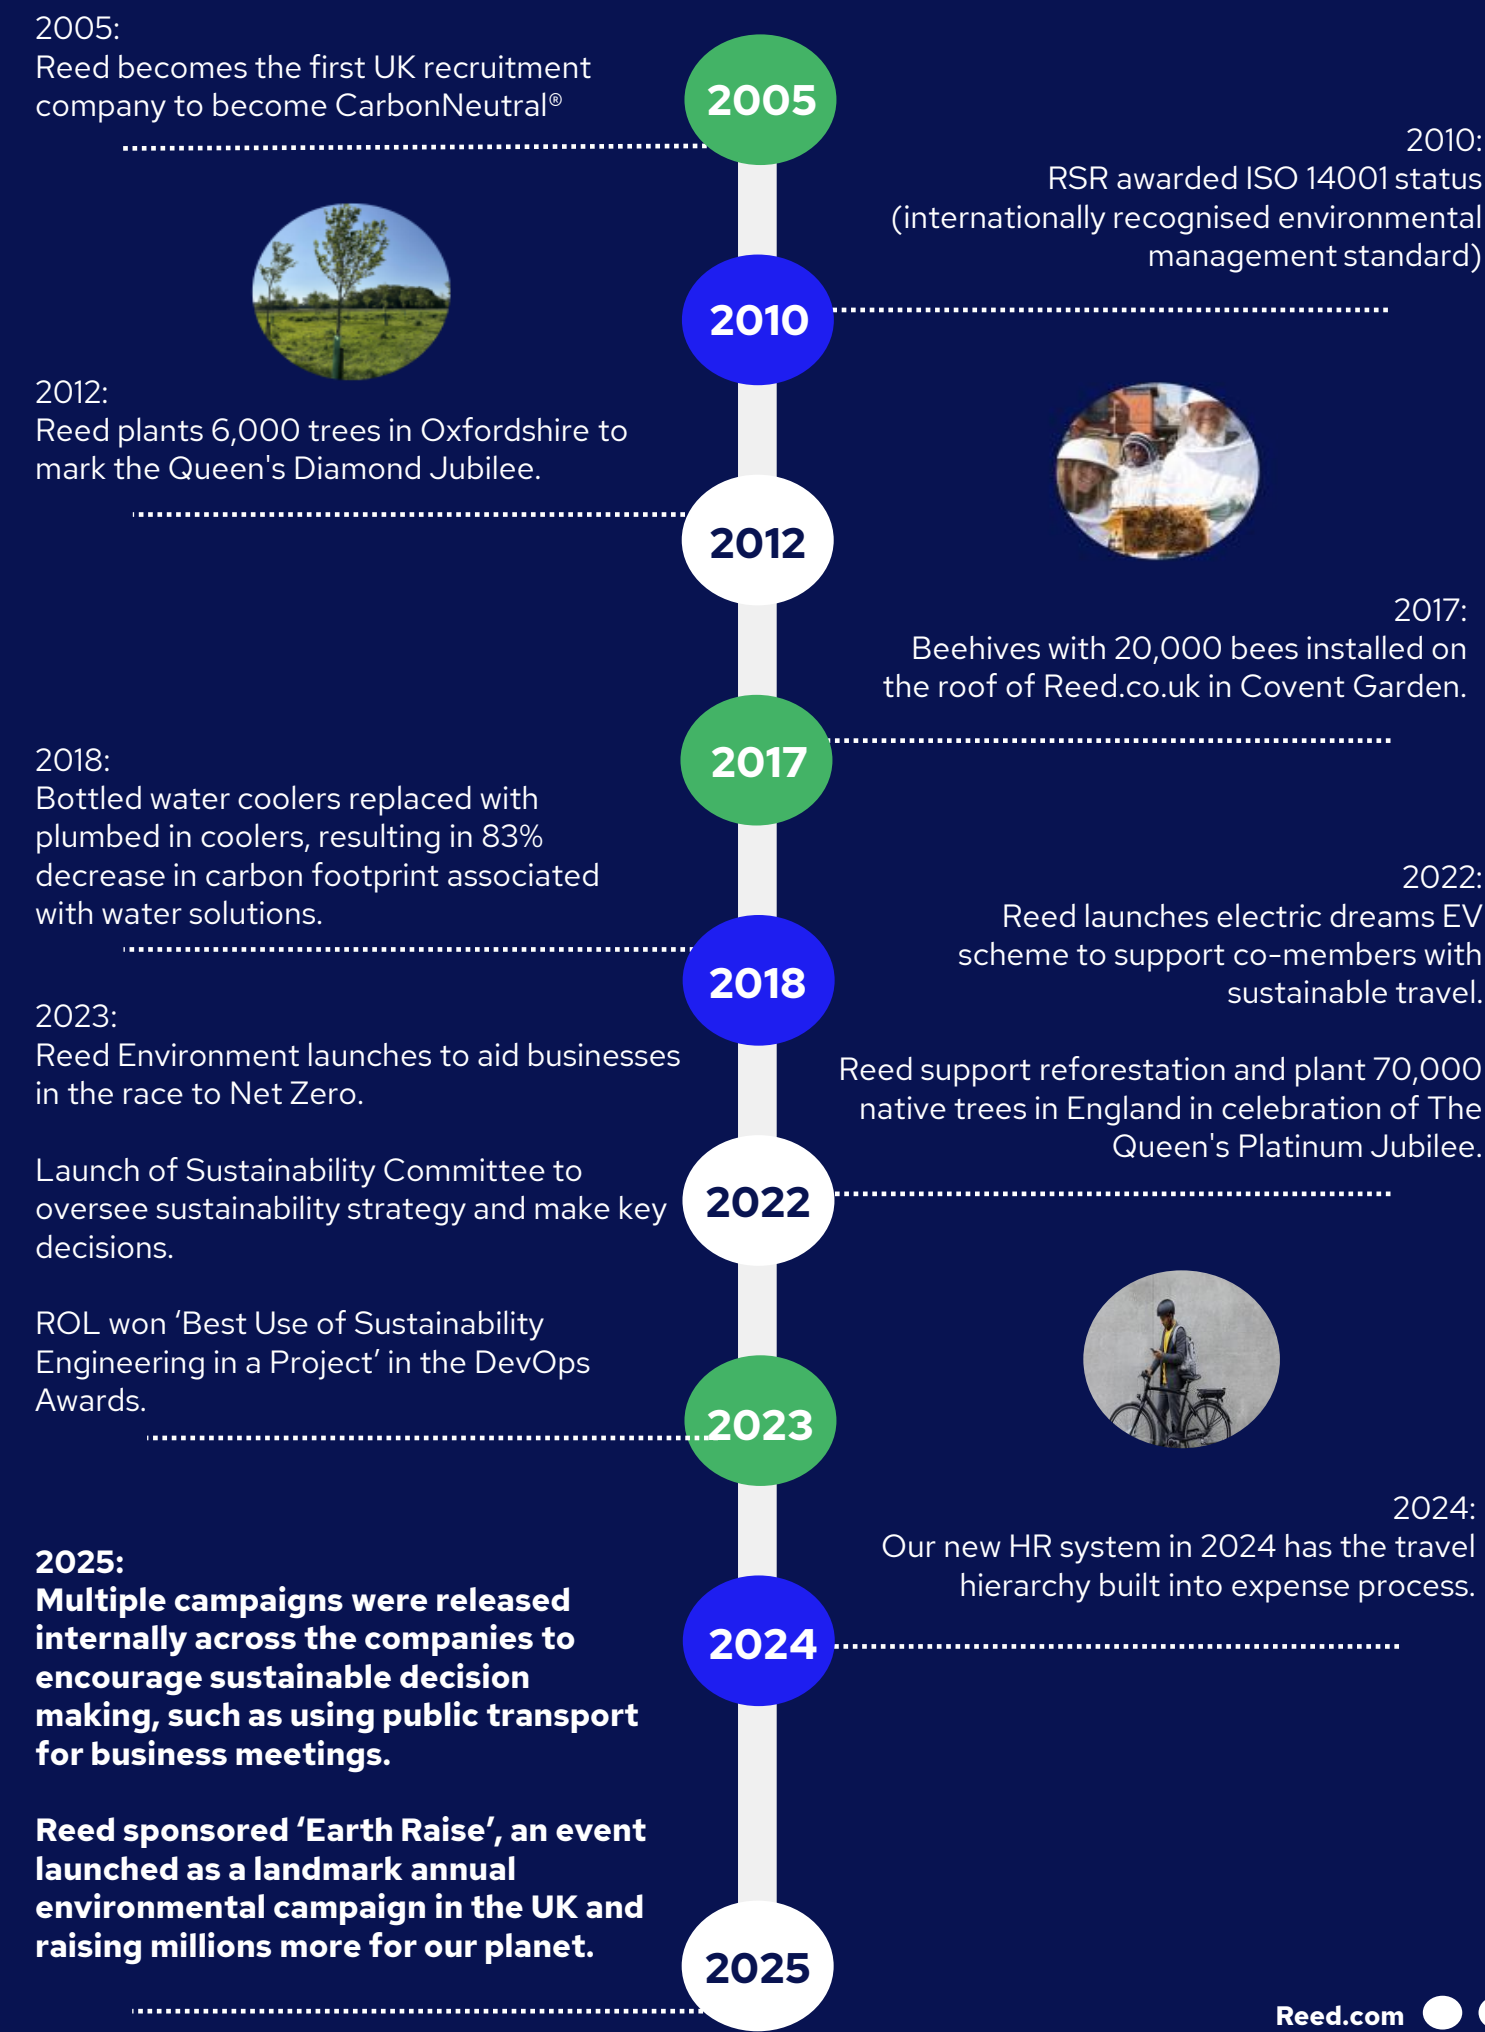 2005:
Reed becomes the first UK recruitment
company to become CarbonNeutral®
2005
2010:
RSR awarded ISO 14001 status
(internationally recognised environmental
management standard)
2010
2012:
Reed plants 6,000 trees in Oxfordshire to
mark the Queen's Diamond Jubilee.
2012
2017:
Beehives with 20,000 bees installed on
the roof of Reed.co.uk in Covent Garden.
2017
2018:
Bottled water coolers replaced with
plumbed in coolers, resulting in 83%
decrease in carbon footprint associated
with water solutions.
2018
2022:
Reed launches electric dreams EV
scheme to support co-members with
sustainable travel.
Reed support reforestation and plant 70,000
native trees in England in celebration of The
Queen's Platinum Jubilee.
2022
2023:
Reed Environment launches to aid businesses
in the race to Net Zero.
Launch of Sustainability Committee to
oversee sustainability strategy and make key
decisions.
ROL won ‘Best Use of Sustainability
Engineering in a Project’ in the DevOps
Awards.
2023
2024:
Our new HR system in 2024 has the travel
hierarchy built into expense process.
2024
2025:
Multiple campaigns were released
internally across the companies to
encourage sustainable decision
making, such as using public transport
for business meetings.
Reed sponsored ‘Earth Raise’, an event
launched as a landmark annual
environmental campaign in the UK and
raising millions more for our planet.
2025
Reed.com